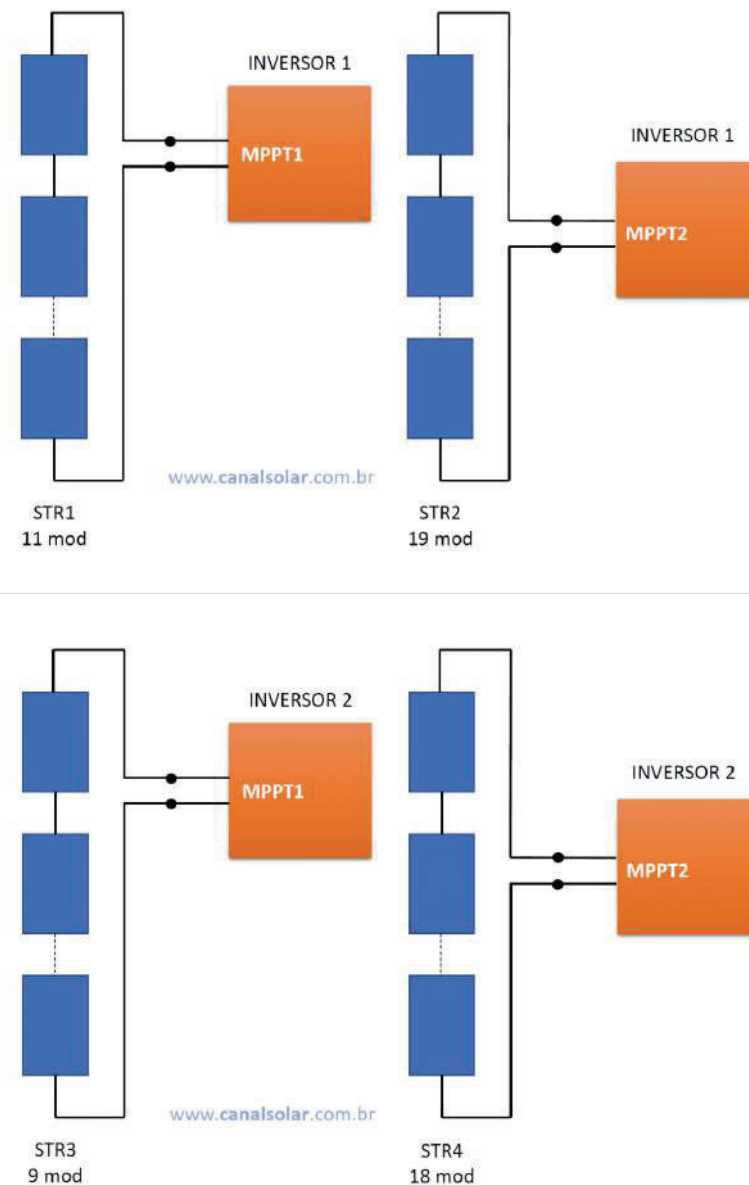 INVERSOR 1
MPPT1
INVERSOR 1
MPPT2
www.canalsolar.com.br
STR1
11 mod
STR2
19 mod
INVERSOR 2
MPPT1
INVERSOR 2
MPPT2
www.canalsolar.com.br
STR3
9 mod
STR4
18 mod